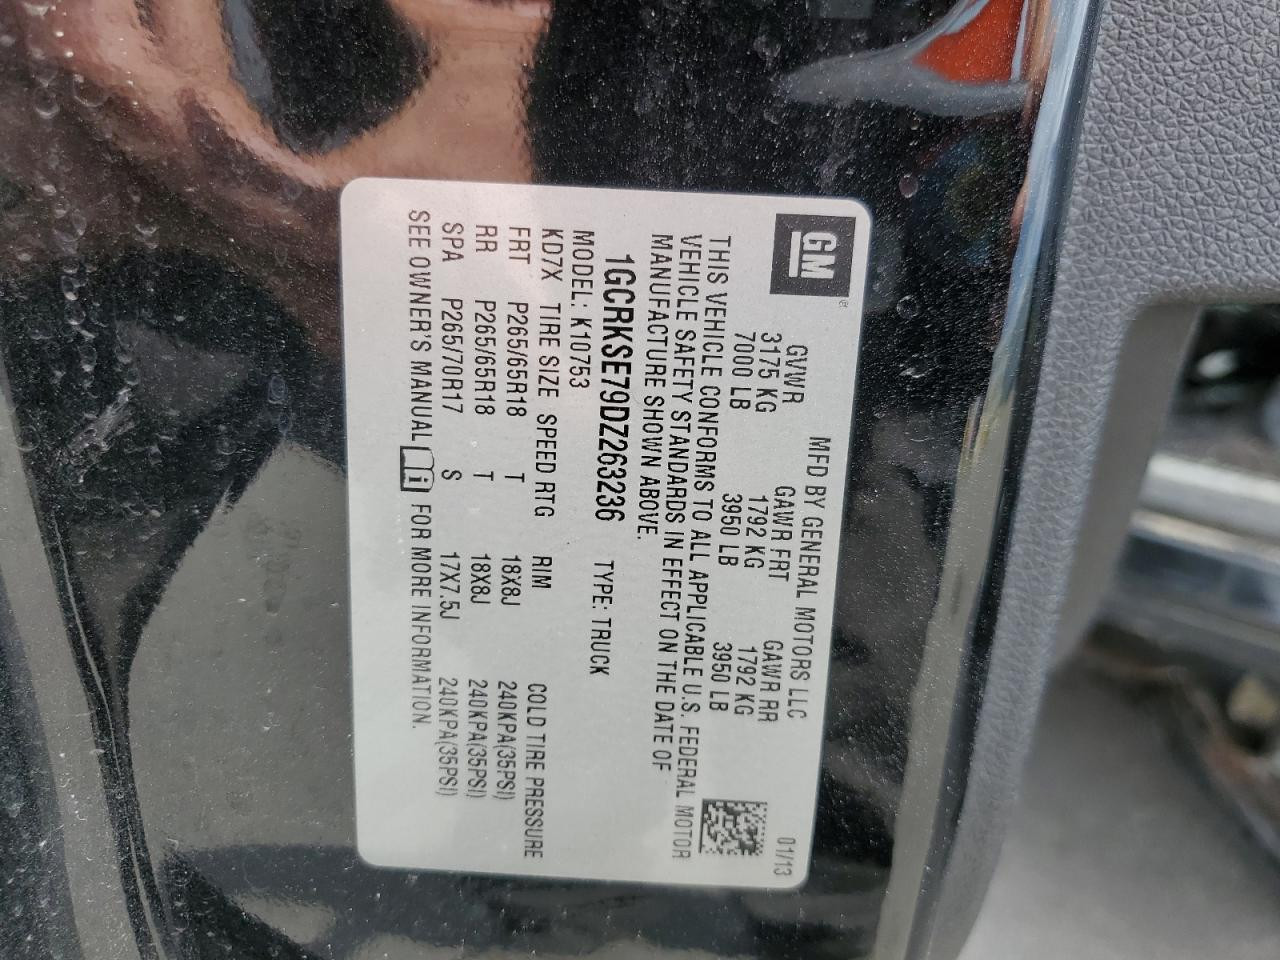 GM
MFD BY GENERAL MOTORS LLC 01/13
GVWR GAWR FRT GAWR RR
3175 KG 1792 KG 1792 KG
7000 LB 3950 LB 3950 LB
THIS VEHICLE CONFORMS TO ALL APPLICABLE U.S. FEDERAL MOTOR
VEHICLE SAFETY STANDARDS IN EFFECT ON THE DATE OF
MANUFACTURE SHOWN ABOVE.
1GCRKSE79DZ263236 TYPE: TRUCK
MODEL: K10753
KD7X TIRE SIZE SPEED RTG RIM COLD TIRE PRESSURE
FRT P265/65R18 T 18X8J 240KPA(35PSI)
RR P265/65R18 T 18X8J 240KPA(35PSI)
SPA P265/70R17 S 17X7.5J 240KPA(35PSI)
SEE OWNER'S MANUAL i FOR MORE INFORMATION.